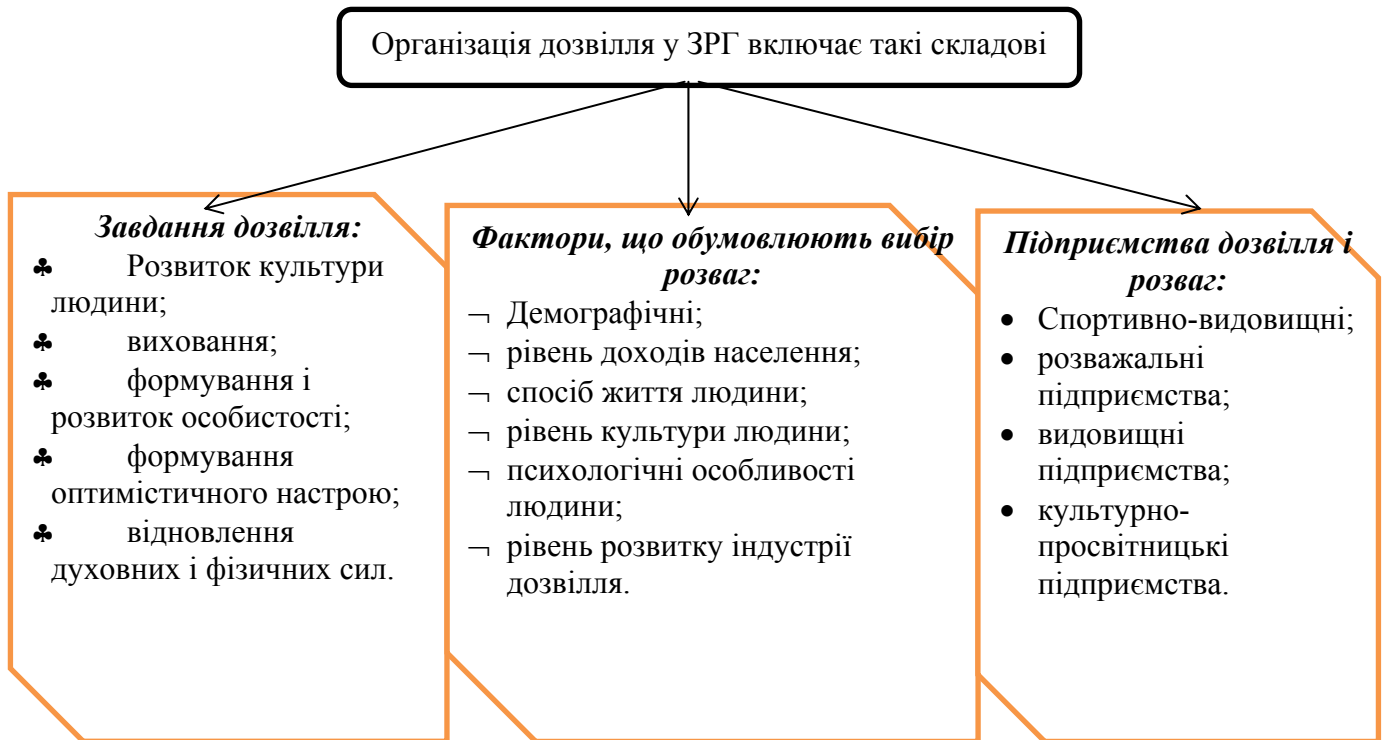 Організація дозвілля у ЗРГ включає такі складові
Завдання дозвілля:
♣ Розвиток культури
людини;
♣ виховання;
♣ формування і
розвиток особистості;
♣ формування
оптимістичного настрою;
♣ відновлення
духовних і фізичних сил.
Фактори, що обумовлюють вибір
розваг:
¬ Демографічні;
¬ рівень доходів населення;
¬ спосіб життя людини;
¬ рівень культури людини;
¬ психологічні особливості
людини;
¬ рівень розвитку індустрії
дозвілля.
Підприємства дозвілля і
розваг:
• Спортивно-видовищні;
• розважальні
підприємства;
• видовищні
підприємства;
• культурно-
просвітницькі
підприємства.